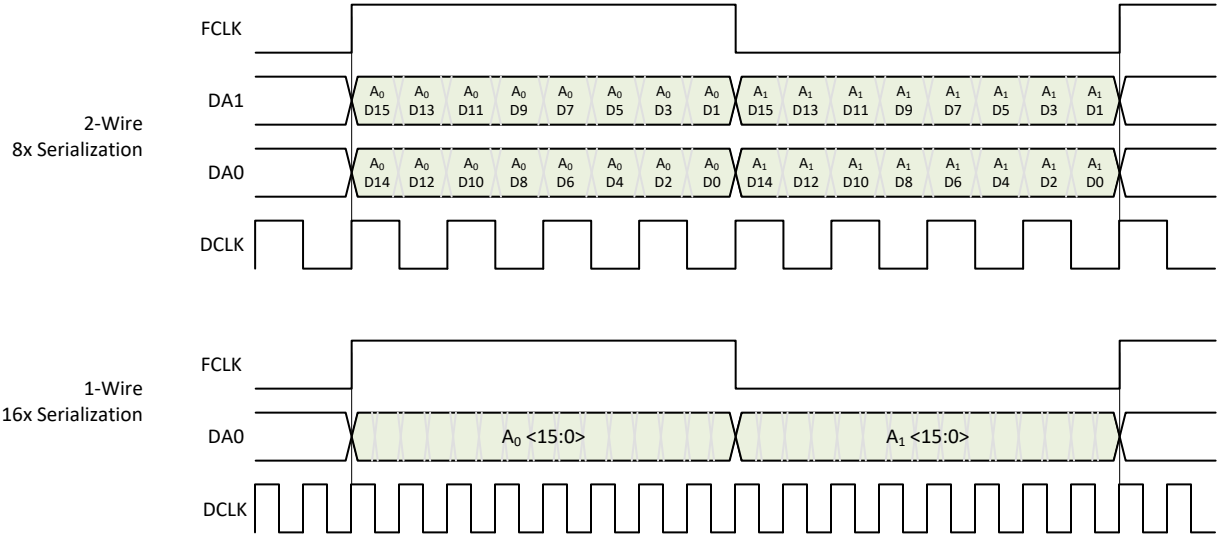 FCLK
2-Wire
8x Serialization
DA1
A0 A0 A0 A0 A0 A0 A0 A0 A1 A1 A1 A1 A1 A1 A1 A1
D15 D13 D11 D9 D7 D5 D3 D1 D15 D13 D11 D9 D7 D5 D3 D1
DA0
A0 A0 A0 A0 A0 A0 A0 A0 A1 A1 A1 A1 A1 A1 A1 A1
D14 D12 D10 D8 D6 D4 D2 D0 D14 D12 D10 D8 D6 D4 D2 D0
DCLK
FCLK
1-Wire
16x Serialization
DA0
A0 <15:0> A1 <15:0>
DCLK